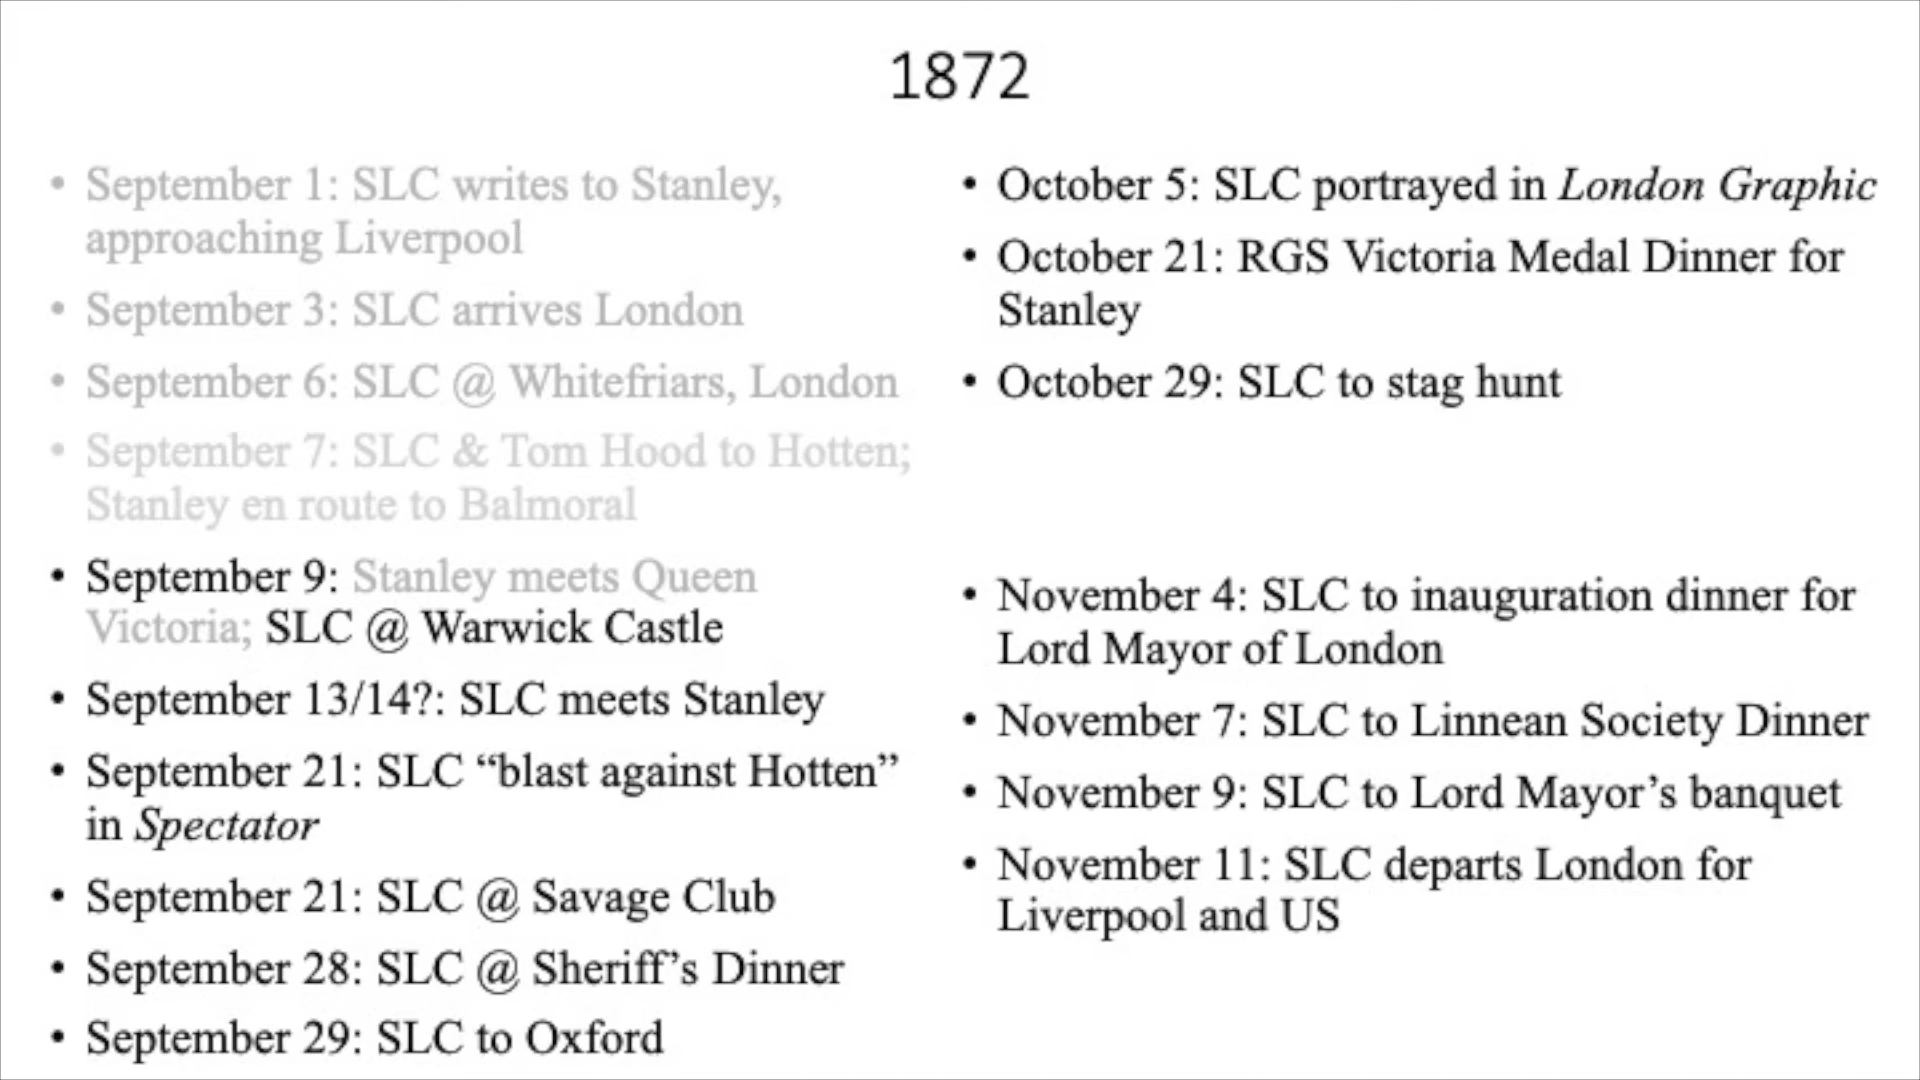 1872
• September 1: SLC writes to Stanley,
approaching Liverpool
• September 3: SLC arrives London
• September 6: SLC @ Whitefriars, London
• September 7: SLC & Tom Hood to Hotten;
Stanley en route to Balmoral
• September 9: Stanley meets Queen
Victoria; SLC @ Warwick Castle
• September 13/14?: SLC meets Stanley
• September 21: SLC “blast against Hotten”
in Spectator
• September 21: SLC @ Savage Club
• September 28: SLC @ Sheriff’s Dinner
• September 29: SLC to Oxford
• October 5: SLC portrayed in London Graphic
• October 21: RGS Victoria Medal Dinner for
Stanley
• October 29: SLC to stag hunt
• November 4: SLC to inauguration dinner for
Lord Mayor of London
• November 7: SLC to Linnean Society Dinner
• November 9: SLC to Lord Mayor’s banquet
• November 11: SLC departs London for
Liverpool and US